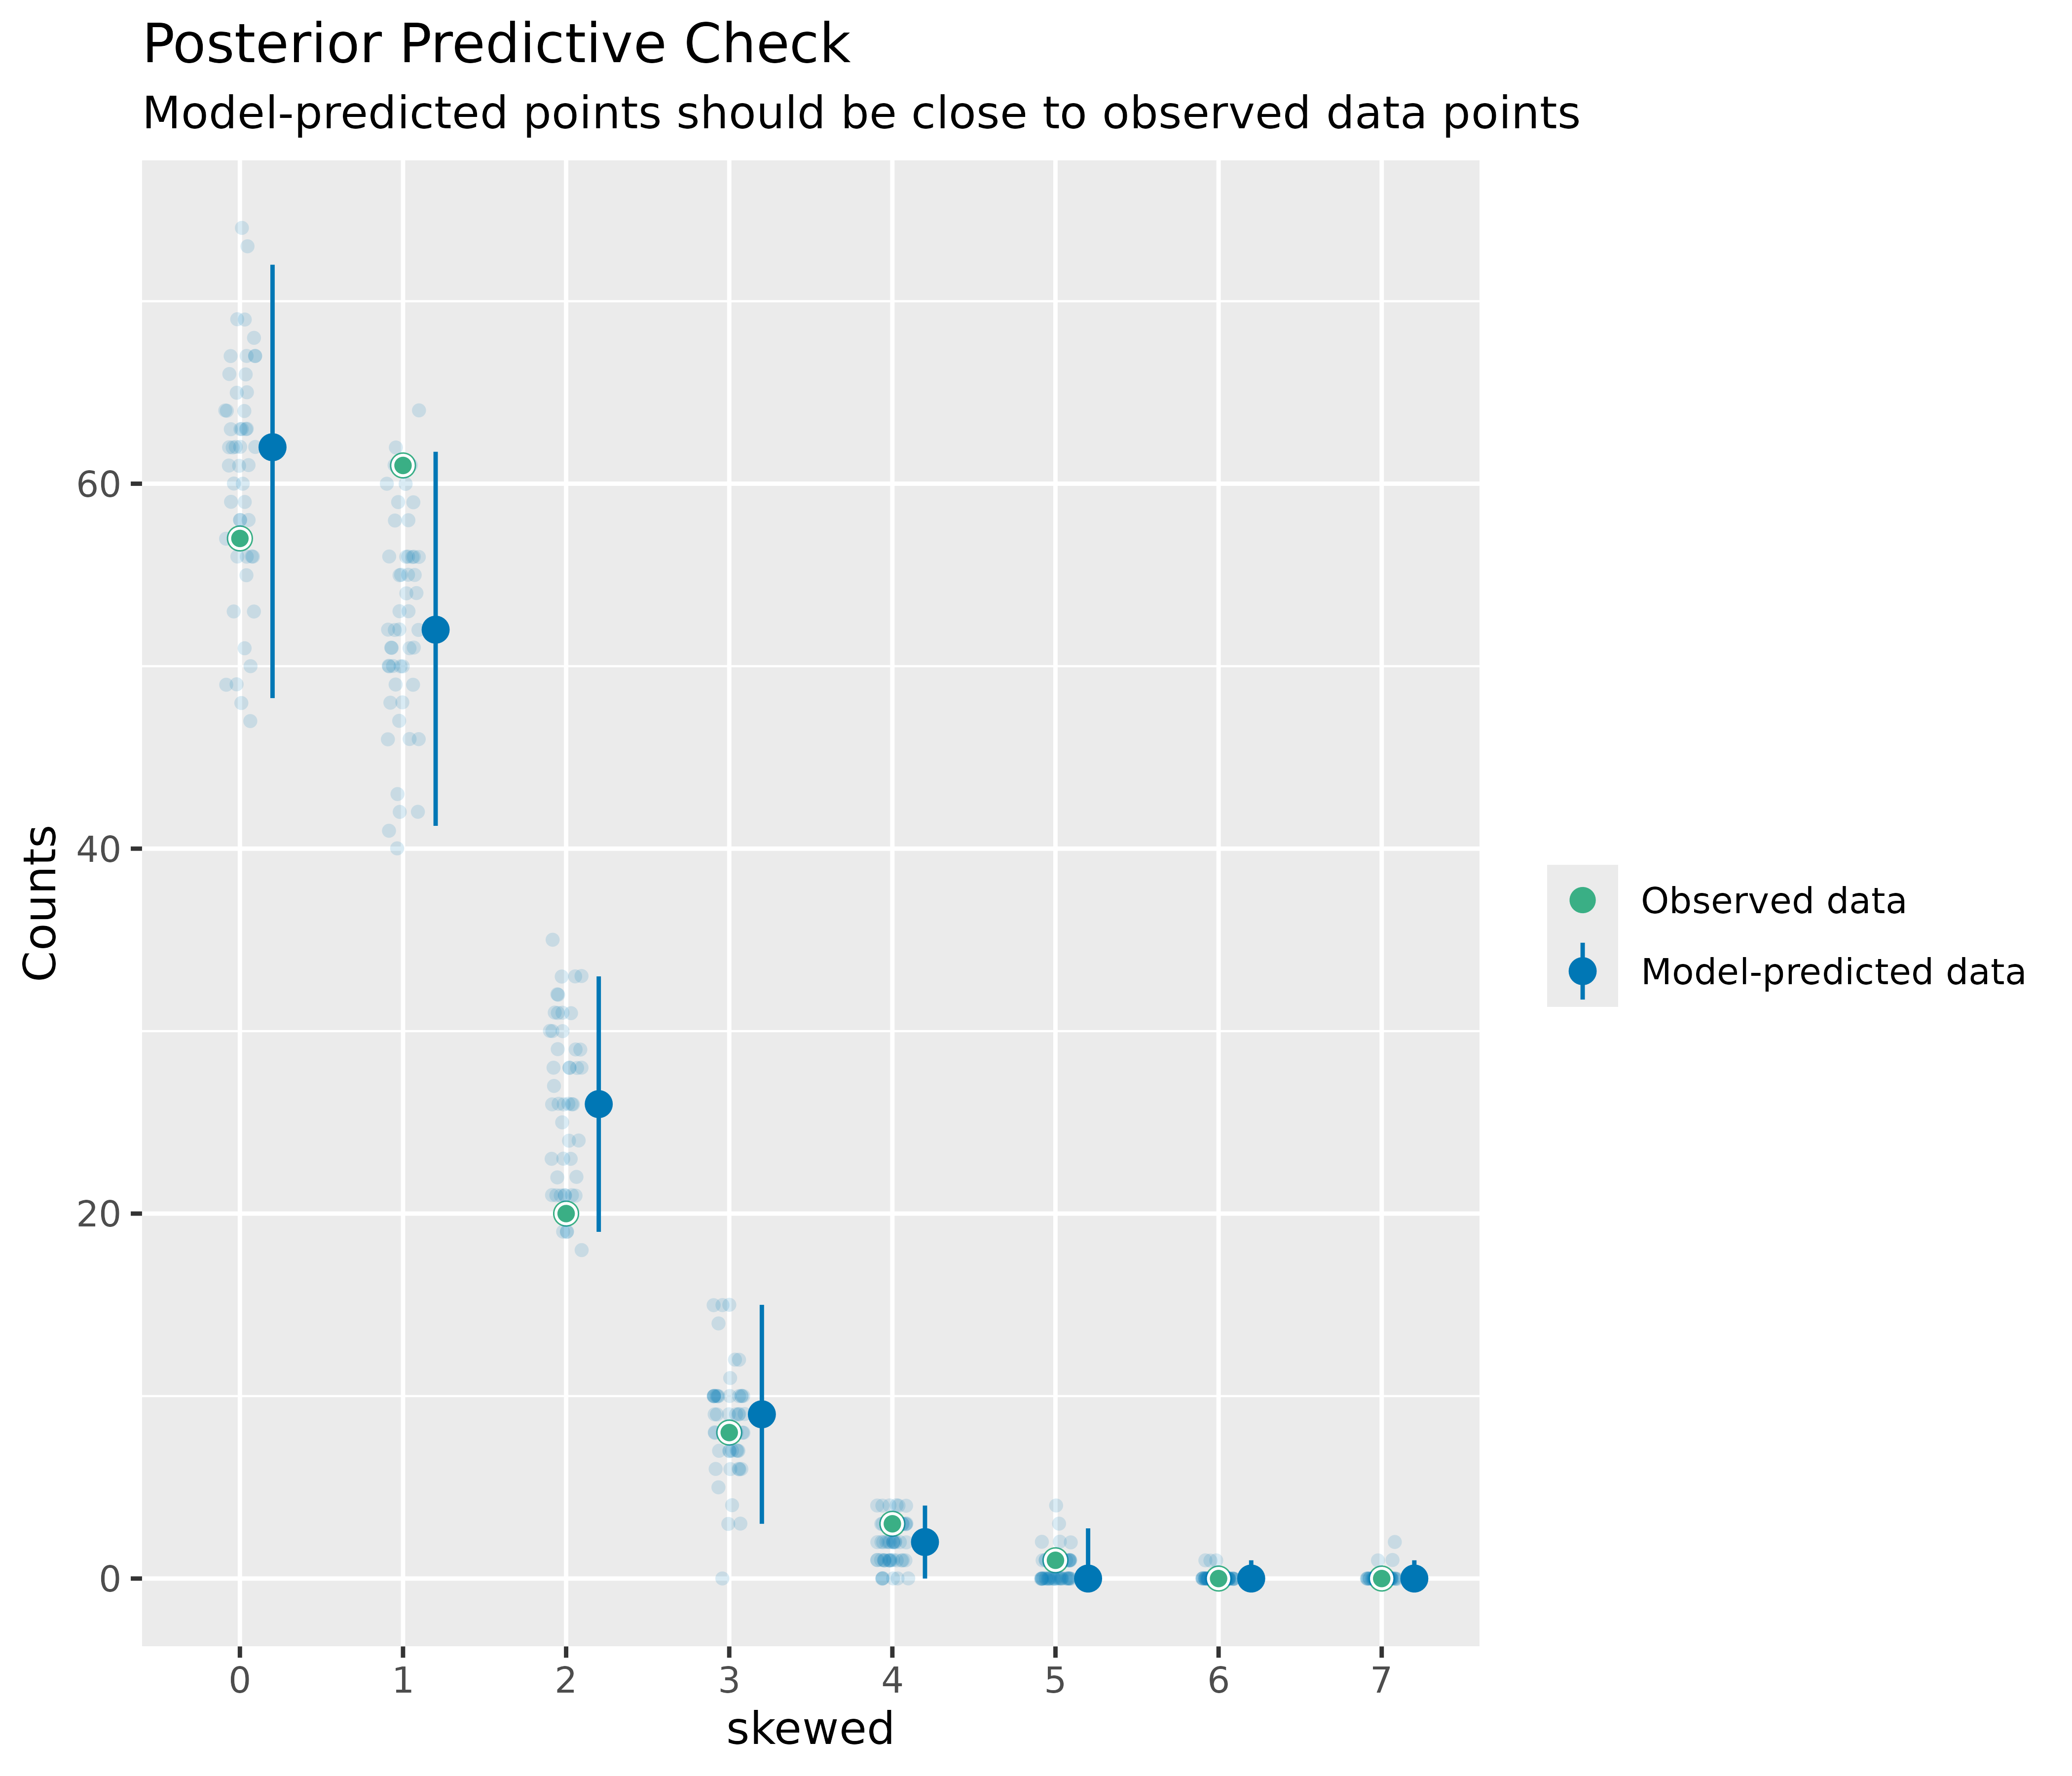 Posterior Predictive Check
Model-predicted points should be close to observed data points
Counts
60
40
20
0
0 1 2 3 4 5 6 7
skewed
Observed data
Model-predicted data